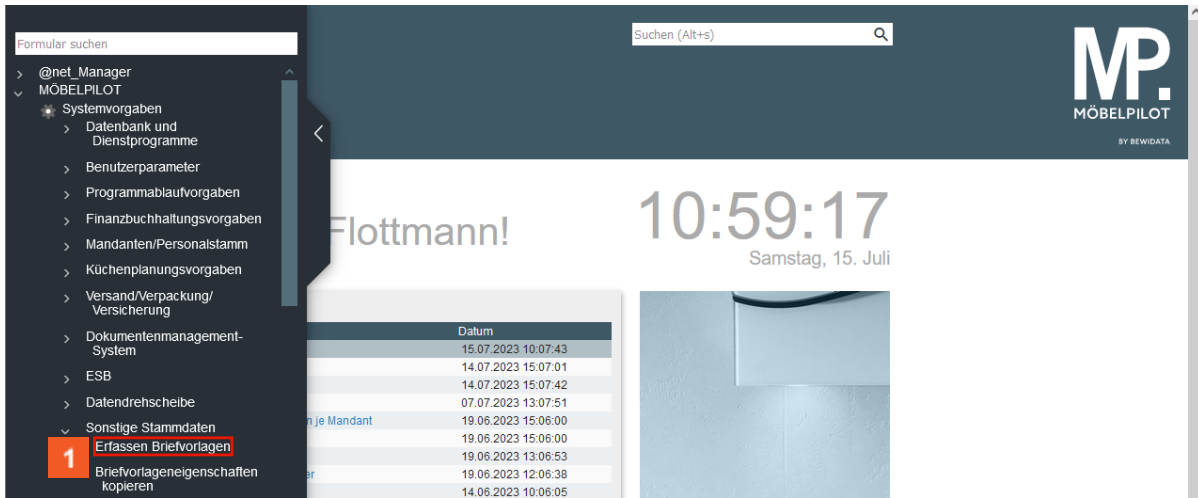 Formular suchen
@net_Manager
MÖBELPILOT
Systemvorgaben
Datenbank und
Dienstprogramme
Benutzerparameter
Programmablaufvorgaben
Finanzbuchhaltungsvorgaben
Mandanten/Personalstamm
Küchenplanungsvorgaben
Versand/Verpackung/
Versicherung
Dokumentenmanagement-
System
ESB
Datendrehscheibe
Sonstige Stammdaten
1 Erfassen Briefvorlagen
Briefvorlageneigenschaften
kopieren
Suchen (Alt+s)
MP.
MÖBELPILOT
BY BEWIDATA
Flottmann!
10:59:17
Samstag, 15. Juli
Datum
15.07.2023 10:07:43
14.07.2023 15:07:01
14.07.2023 15:07:42
07.07.2023 13:07:51
je Mandant 19.06.2023 15:06:00
19.06.2023 15:06:00
19.06.2023 13:06:53
19.06.2023 12:06:38
14.06.2023 10:06:05